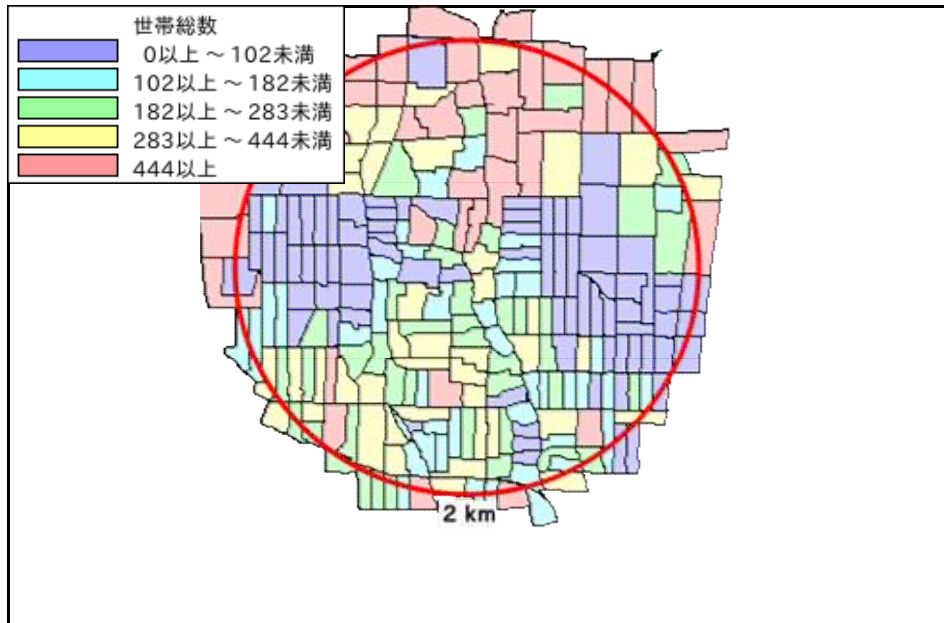 世帯総数
0以上 ～ 102未満
102以上 ～ 182未満
182以上 ～ 283未満
283以上 ～ 444未満
444以上
2 km